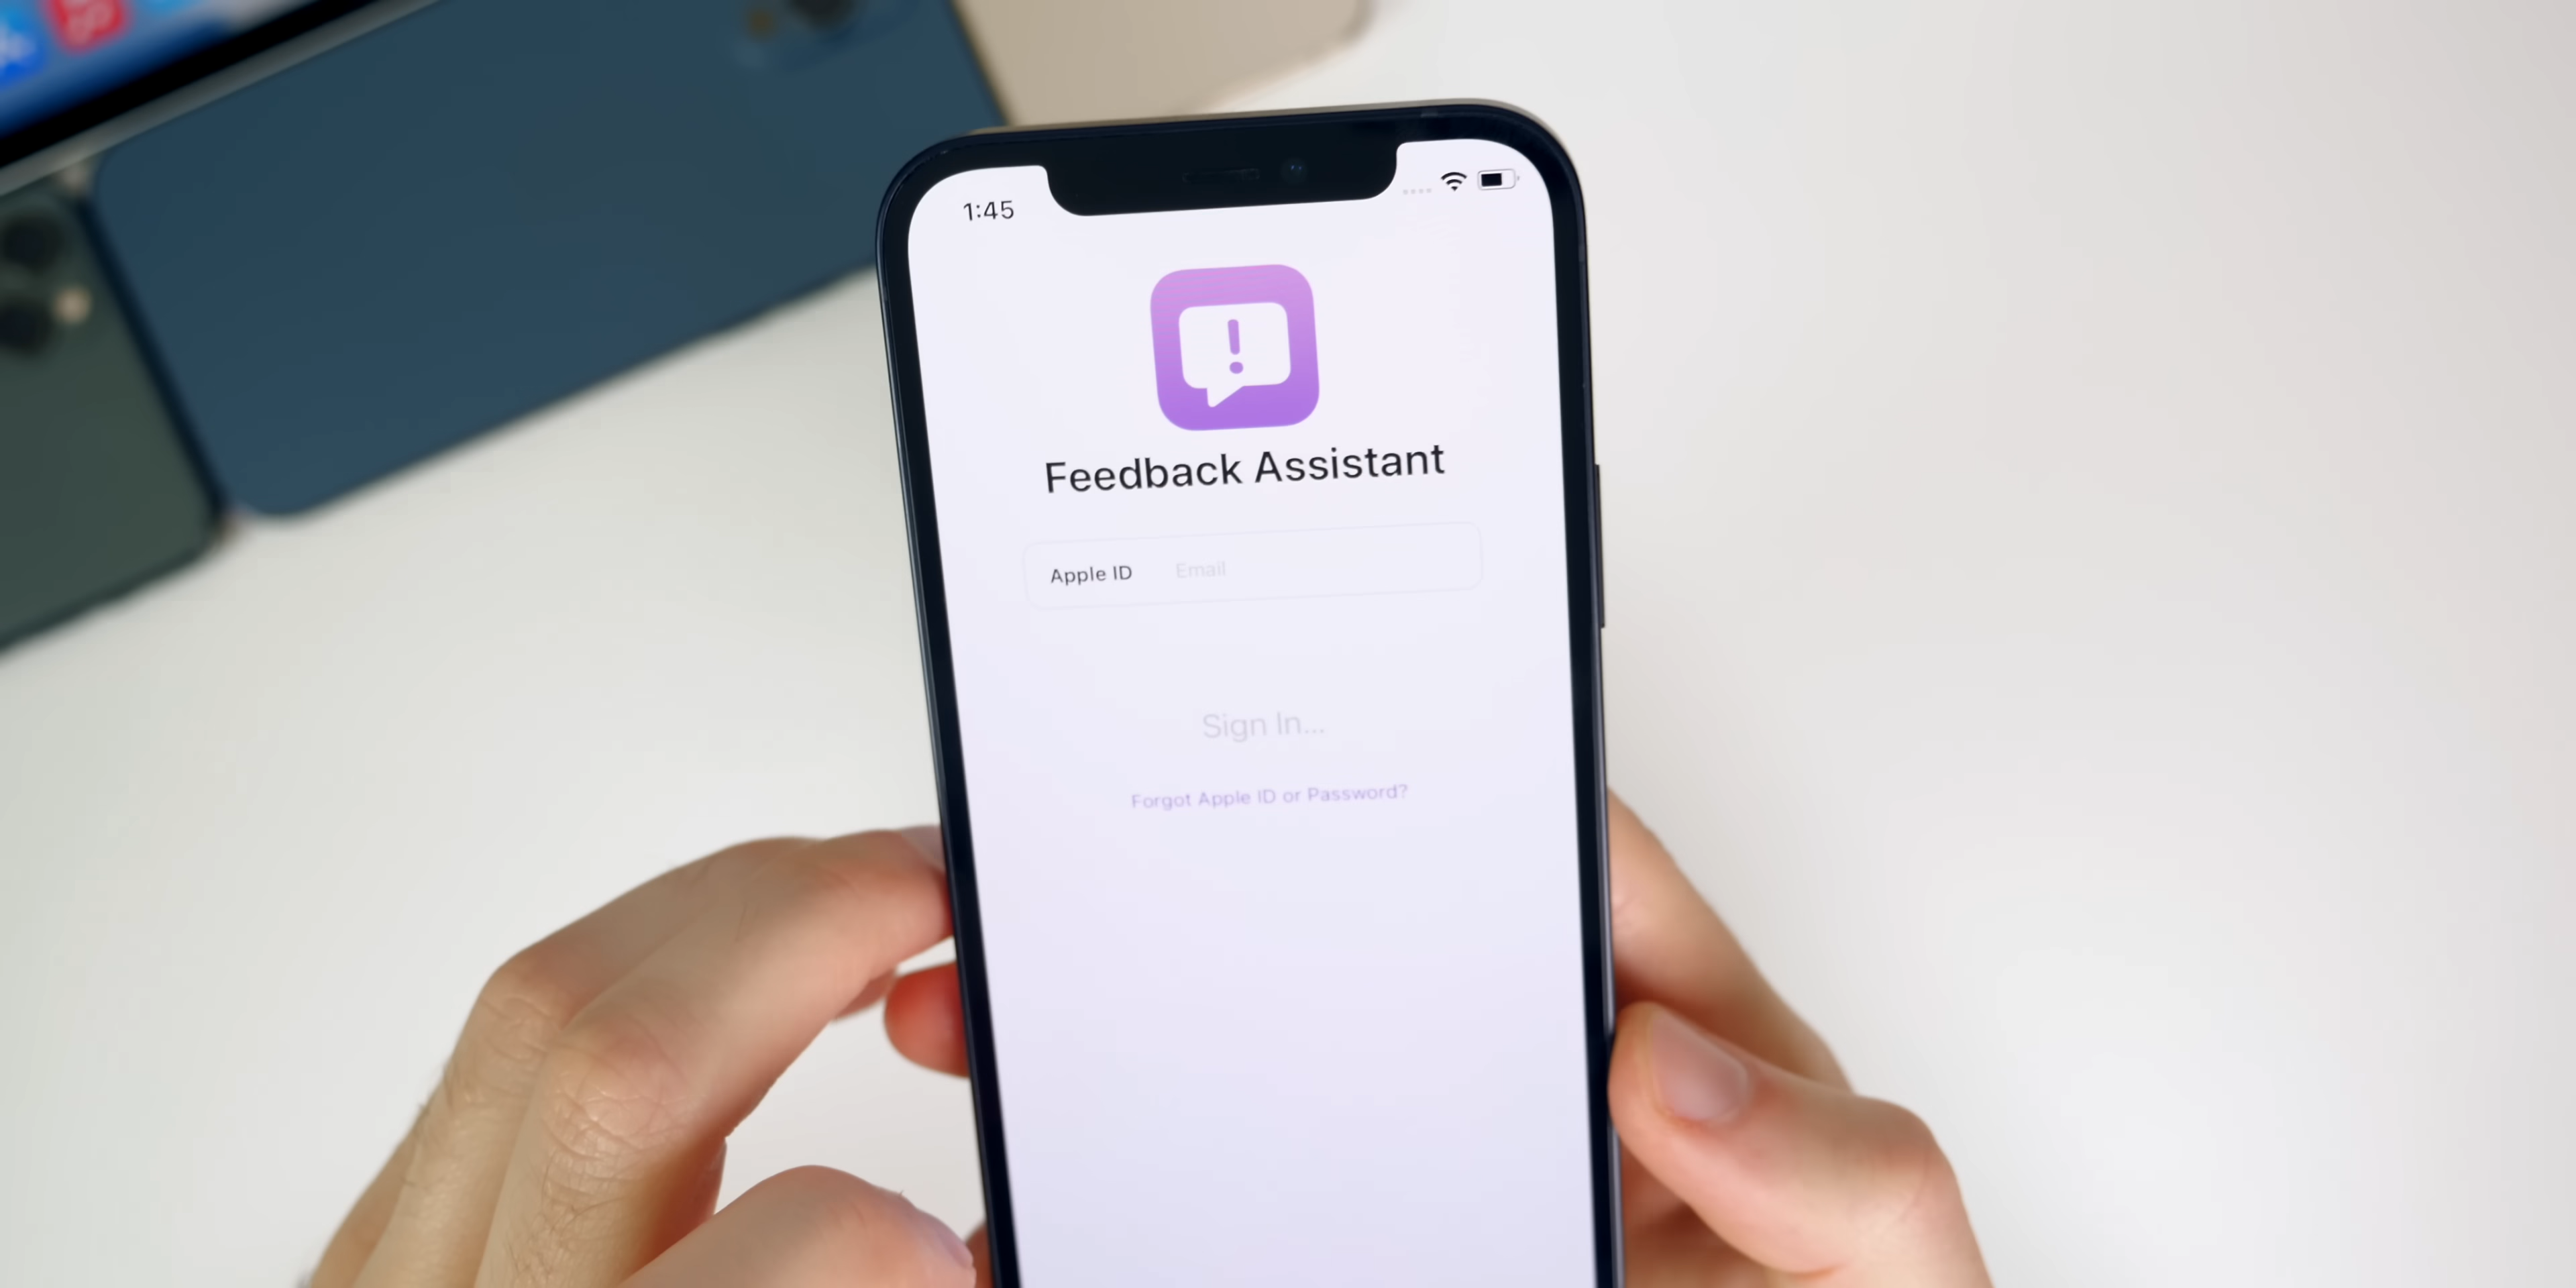 1:45
!
Feedback Assistant
Apple ID Email
Sign In...
Forgot Apple ID or Password?